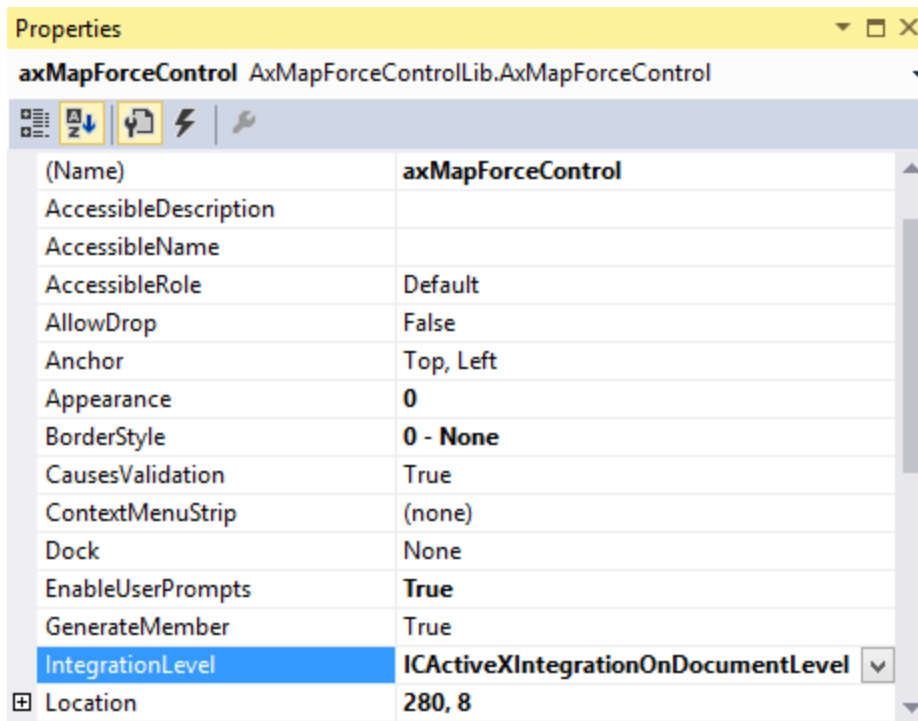 Properties
axMapForceControl AxMapForceControlLib.AxMapForceControl
(Name) axMapForceControl
AccessibleDescription
AccessibleName
AccessibleRole Default
AllowDrop False
Anchor Top, Left
Appearance 0
BorderStyle 0 - None
CausesValidation True
ContextMenuStrip (none)
Dock None
EnableUserPrompts True
GenerateMember True
IntegrationLevel ICActiveXIntegrationOnDocumentLevel
Location 280, 8